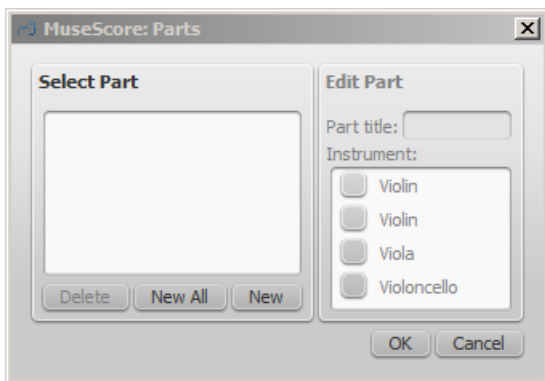 MuseScore: Parts
Select Part
Delete
New All
New
Edit Part
Part title:
Instrument:
Violin
Violin
Viola
Violoncello
OK
Cancel